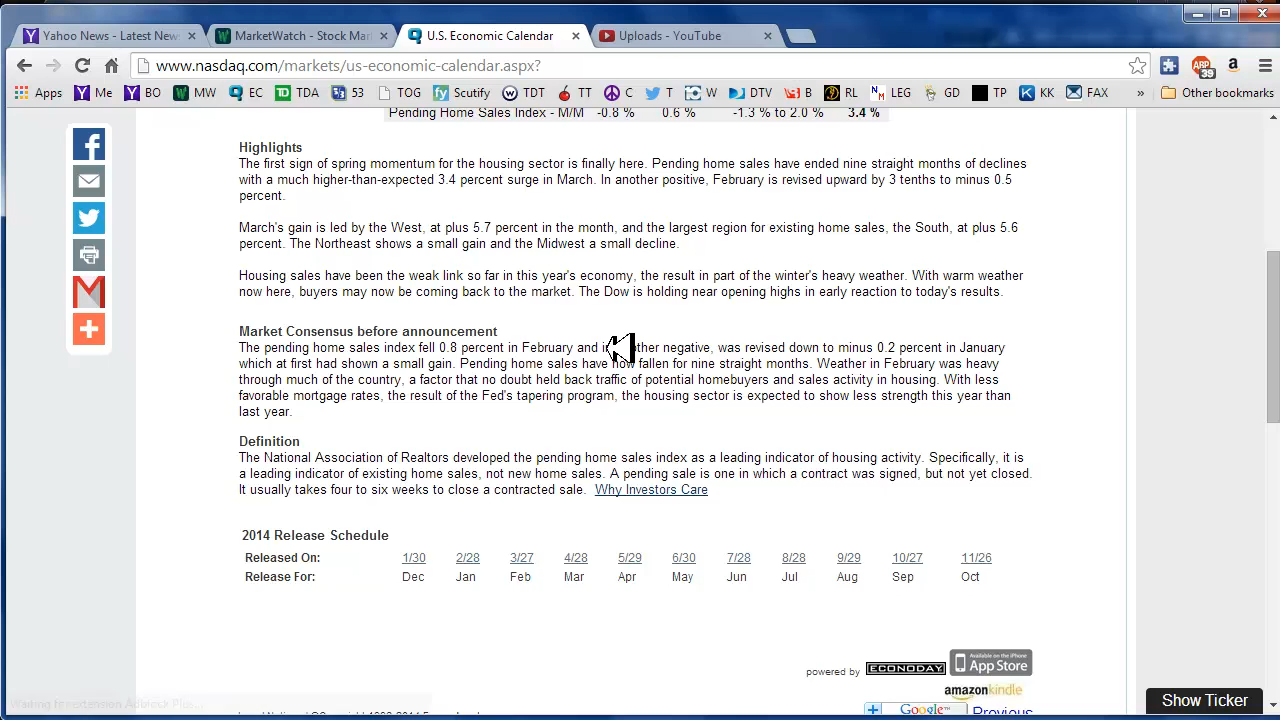 Yahoo News - Latest News
MarketWatch - Stock Mar
U.S. Economic Calendar
Uploads - YouTube
www.nasdaq.com/markets/us-economic-calendar.aspx?
ABP
39
Apps
Me
BO
MW
EC
TDA
53
TOG
Scutify
TDT
TT
C
T
W
DTV
B
RL
LEG
GD
TP
KK
FAX
»
Other bookmarks
Pending Home Sales Index - M/M -0.8 % 0.6 % -1.3 % to 2.0 % 3.4 %
Highlights
The first sign of spring momentum for the housing sector is finally here. Pending home sales have ended nine straight months of declines
with a much higher-than-expected 3.4 percent surge in March. In another positive, February is revised upward by 3 tenths to minus 0.5
percent.
March's gain is led by the West, at plus 5.7 percent in the month, and the largest region for existing home sales, the South, at plus 5.6
percent. The Northeast shows a small gain and the Midwest a small decline.
Housing sales have been the weak link so far in this year's economy, the result in part of the winter's heavy weather. With warm weather
now here, buyers may now be coming back to the market. The Dow is holding near opening highs in early reaction to today's results.
Market Consensus before announcement
The pending home sales index fell 0.8 percent in February and negative, was revised down to minus 0.2 percent in January
which at first had shown a small gain. Pending home sales have now fallen for nine straight months. Weather in February was heavy
through much of the country, a factor that no doubt held back traffic of potential homebuyers and sales activity in housing. With less
favorable mortgage rates, the result of the Fed's tapering program, the housing sector is expected to show less strength this year than
last year.
Definition
The National Association of Realtors developed the pending home sales index as a leading indicator of housing activity. Specifically, it is
a leading indicator of existing home sales, not new home sales. A pending sale is one in which a contract was signed, but not yet closed.
It usually takes four to six weeks to close a contracted sale. Why Investors Care
2014 Release Schedule
Released On: 1/30 2/28 3/27 4/28 5/29 6/30 7/28 8/28 9/29 10/27 11/26
Release For: Dec Jan Feb Mar Apr May Jun Jul Aug Sep Oct
powered by ECONODAY
Available on the iPhone
App Store
amazonkindle
Waiting for extension Adblock Plus...
Show Ticker
Google
Previous